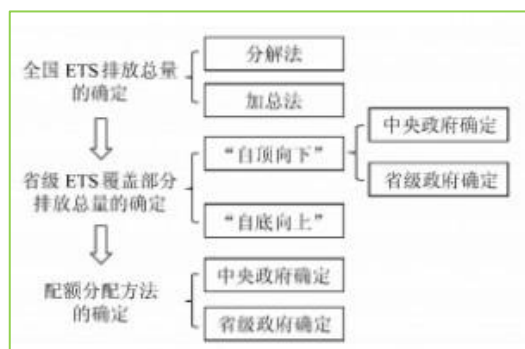 全国 ETS 排放总量
的确定
分解法
加总法
省级 ETS 覆盖部分
排放总量的确定
“自顶向下”
中央政府确定
省级政府确定
“自底向上”
配额分配方法
的确定
中央政府确定
省级政府确定